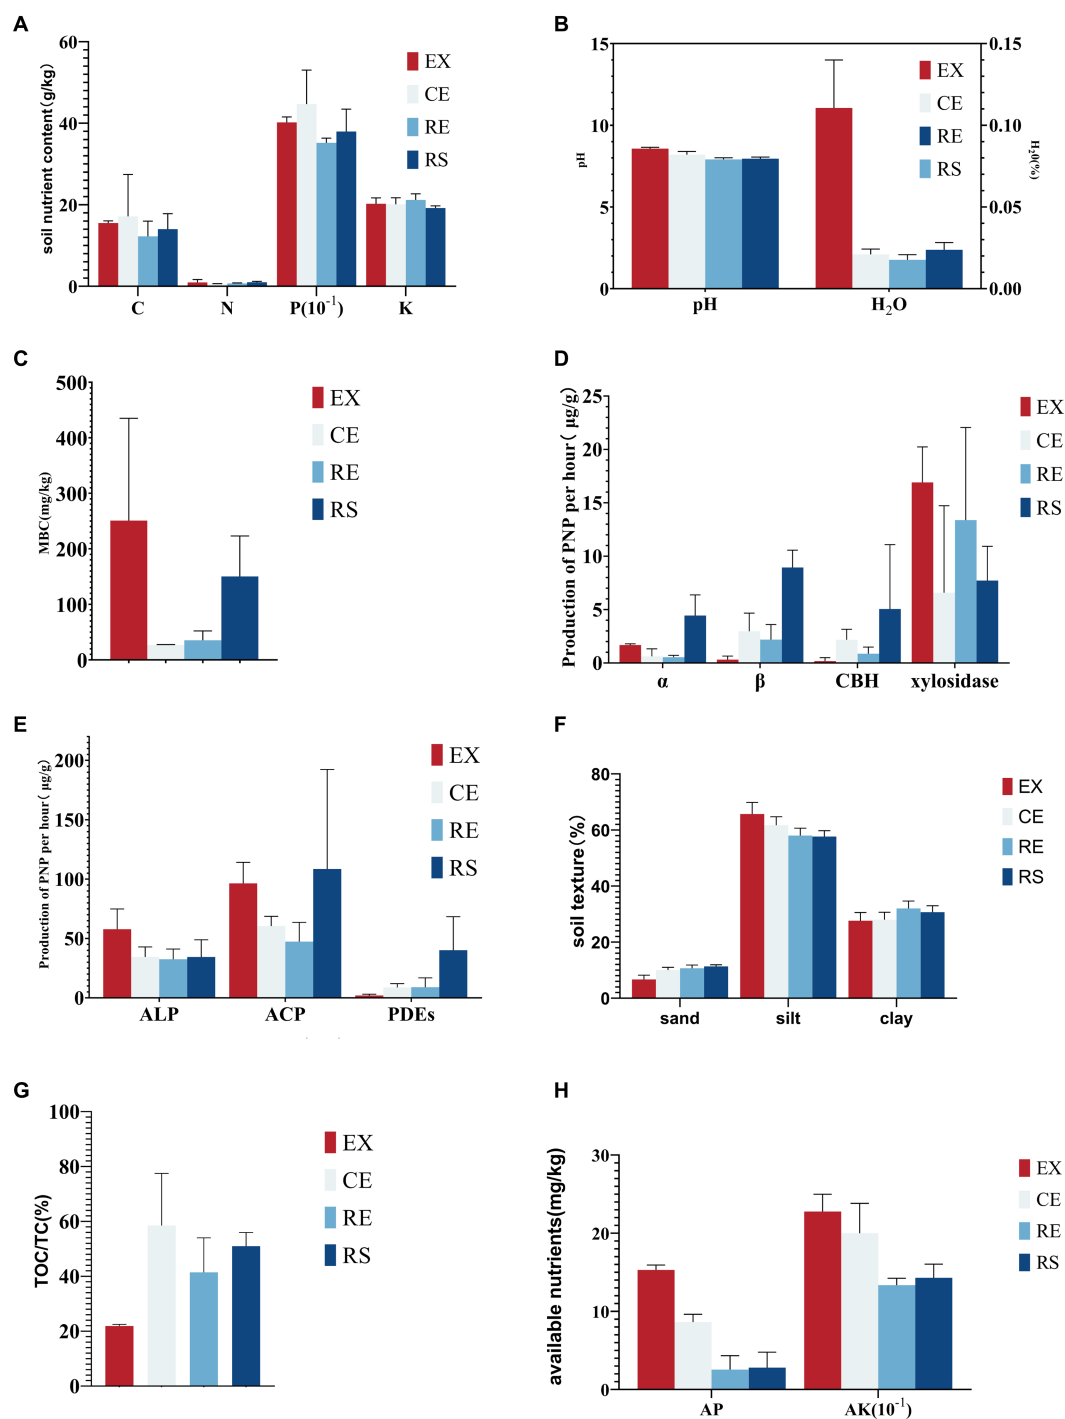 A
soil nutrient content(g/kg)
60
40
20
0
C
N
P(10⁻¹)
K
EX
CE
RE
RS
B
pH
15
10
5
0
pH
H₂O
0.15
0.10
0.05
0.00
H₂O(%)
EX
CE
RE
RS
C
MBC(mg/kg)
500
400
300
200
100
0
EX
CE
RE
RS
D
Production of PNP per hour( μg/g)
25
20
15
10
5
0
α
β
CBH
xylosidase
EX
CE
RE
RS
E
Production of PNP per hour( μg/g)
200
150
100
50
0
ALP
ACP
PDEs
EX
CE
RE
RS
F
soil texture(%)
80
60
40
20
0
sand
silt
clay
EX
CE
RE
RS
G
TOC/TC(%)
100
80
60
40
20
0
EX
CE
RE
RS
H
available nutrients(mg/kg)
30
20
10
0
AP
AK(10⁻¹)
EX
CE
RE
RS